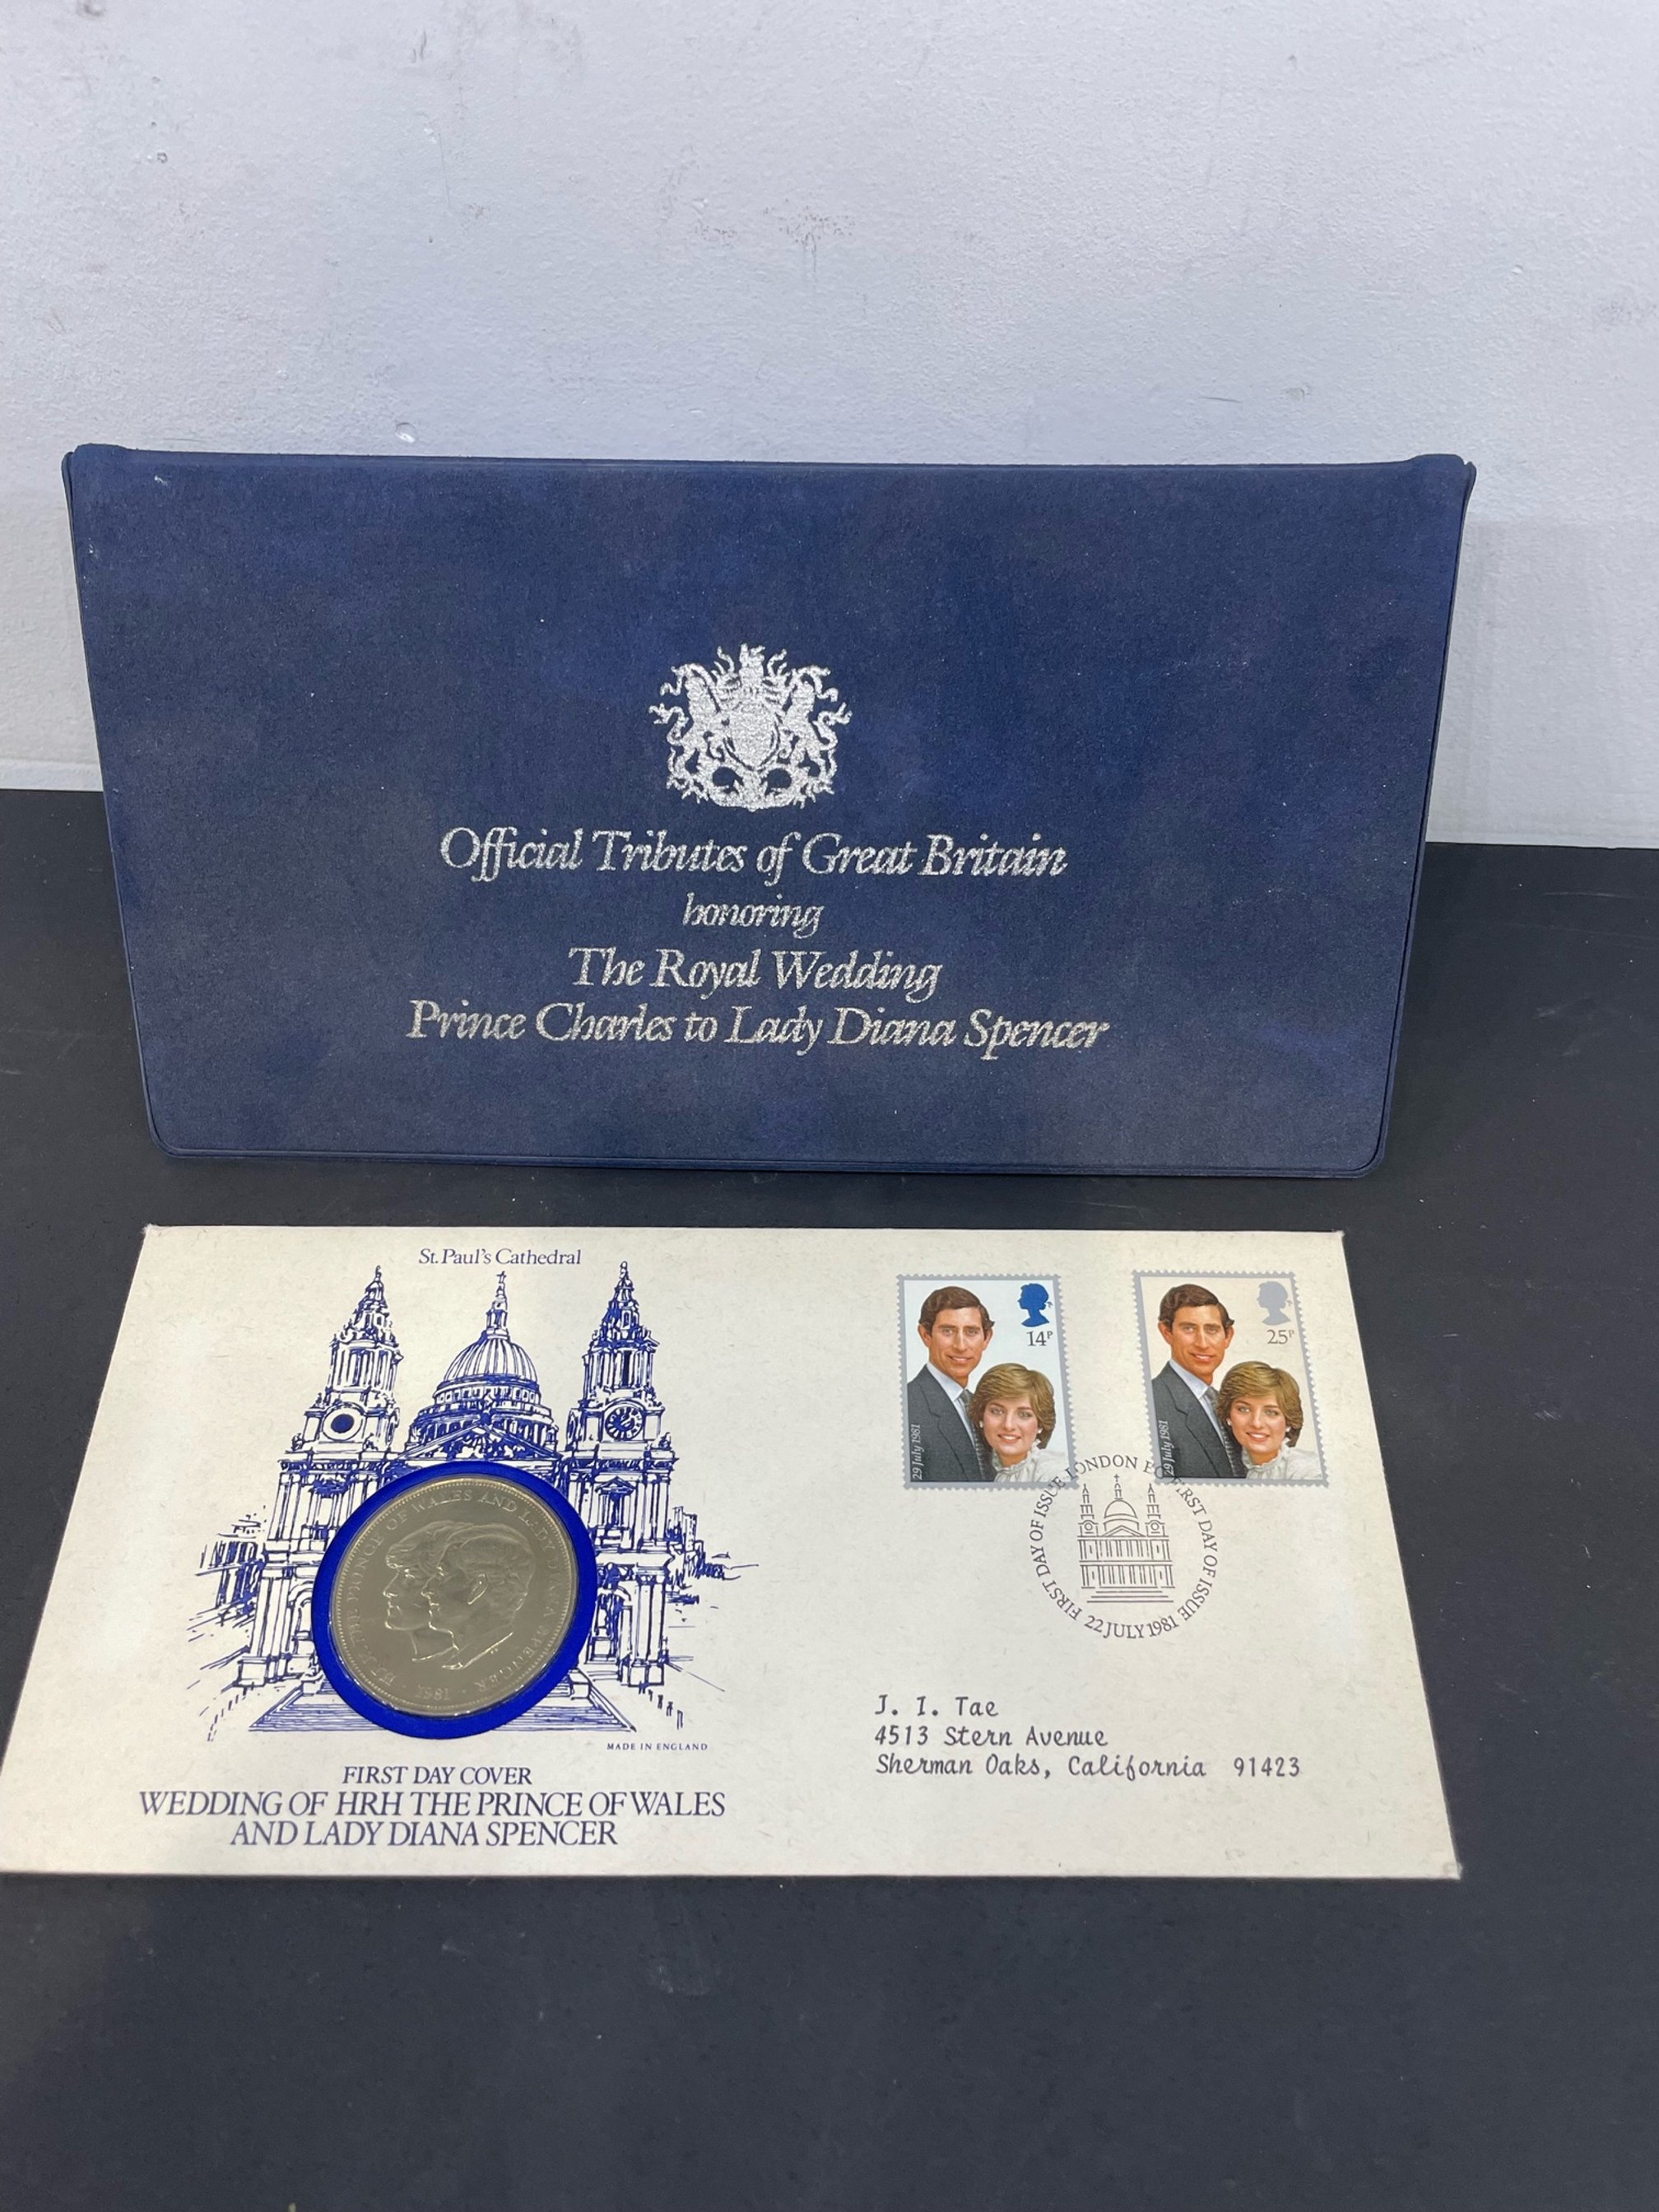 Official Tributes of Great Britain
honoring
The Royal Wedding
Prince Charles to Lady Diana Spencer
St. Paul's Cathedral
14P
29 July 1981
25P
29 July 1981
FIRST DAY OF ISSUE LONDON FIRST DAY OF ISSUE
22 JULY 1981
H.R.H. THE PRINCE OF WALES AND LADY DIANA SPENCER
1981
MADE IN ENGLAND
FIRST DAY COVER
WEDDING OF HRH THE PRINCE OF WALES
AND LADY DIANA SPENCER
J. I. Tae
4513 Stern Avenue
Sherman Oaks, California 91423